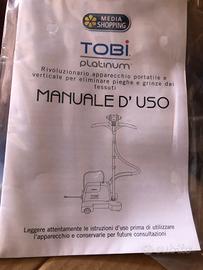 MEDIA
SHOPPING
TOBi
platinum
Rivoluzionario apparecchio portatile e
verticale per eliminare pieghe e grinze dai
tessuti
MANUALE D'USO
Leggere attentamente le istruzioni d'uso prima di utilizzare
l'apparecchio e conservarle per future consultazioni